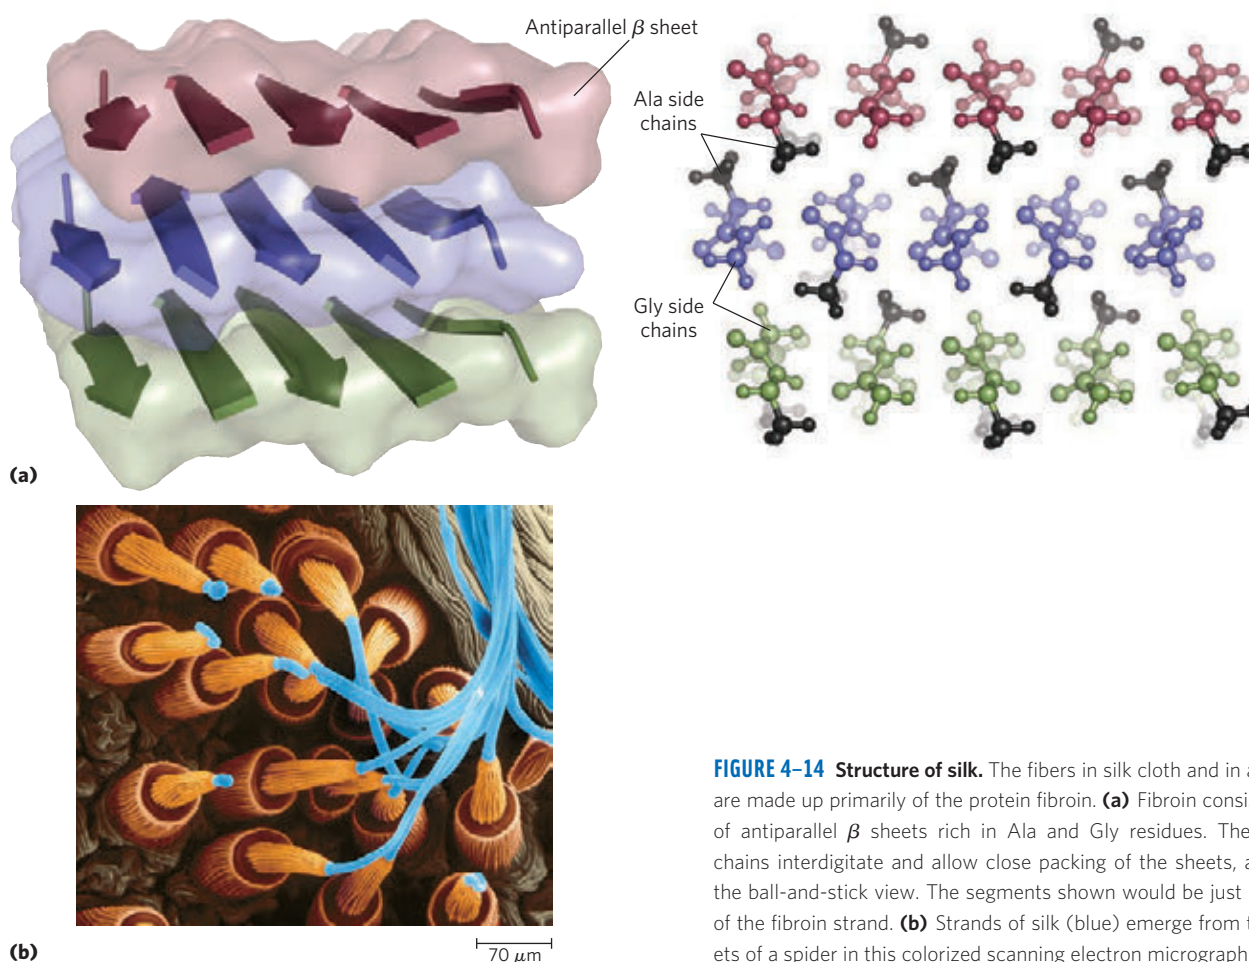 Antiparallel β sheet
Ala side
chains
Gly side
chains
(a)
(b)
70 μm
FIGURE 4–14 Structure of silk. The fibers in silk cloth and in a
are made up primarily of the protein fibroin. (a) Fibroin consi
of antiparallel β sheets rich in Ala and Gly residues. The
chains interdigitate and allow close packing of the sheets, a
the ball-and-stick view. The segments shown would be just
of the fibroin strand. (b) Strands of silk (blue) emerge from t
ets of a spider in this colorized scanning electron micrograph